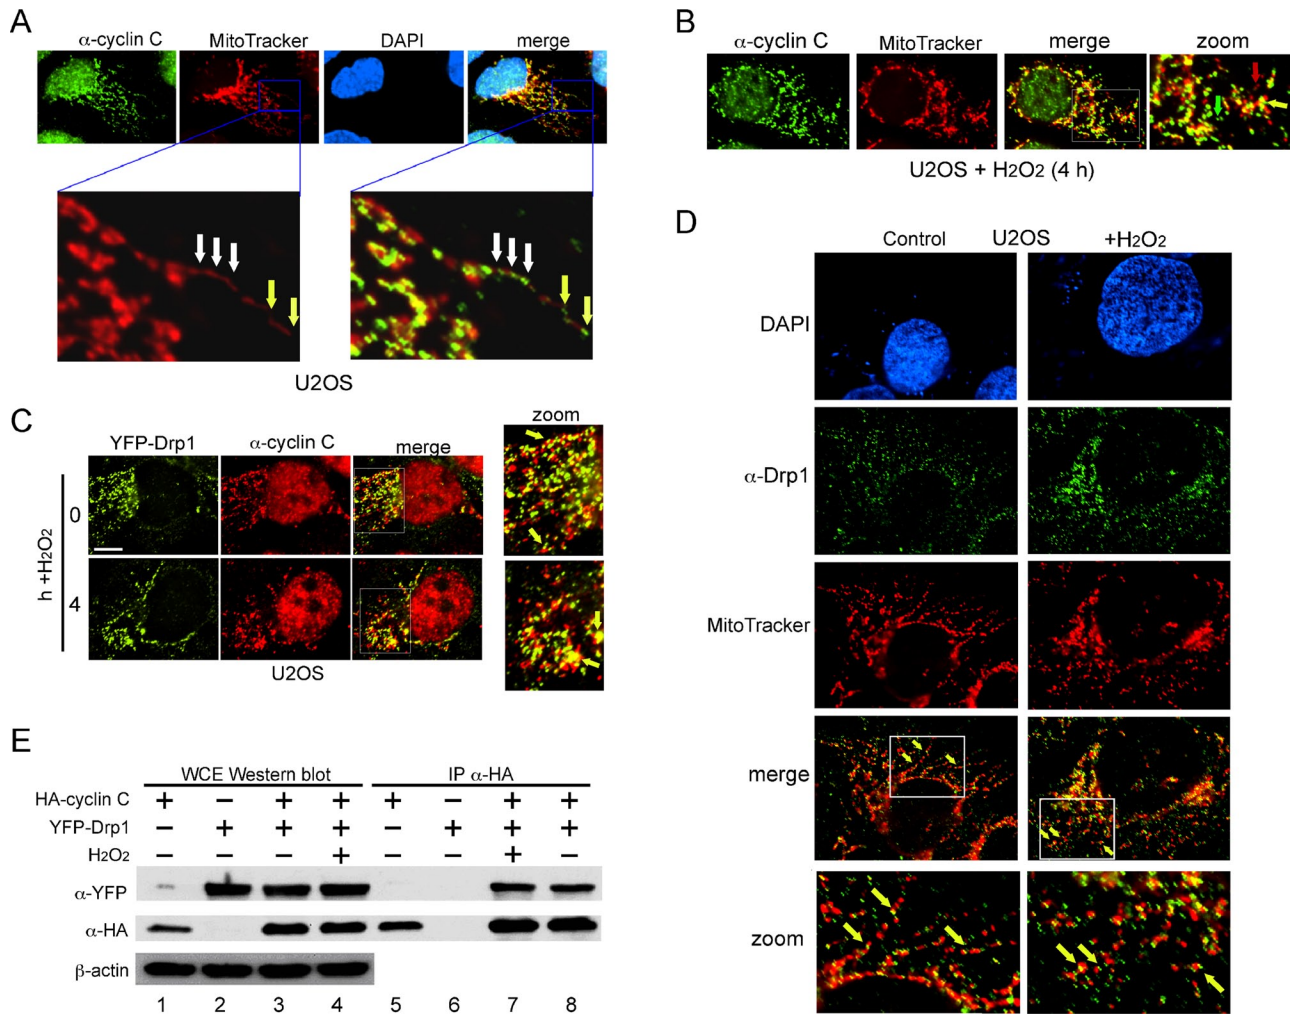 A
α-cyclin C MitoTracker DAPI merge
U2OS
B
α-cyclin C MitoTracker merge zoom
U2OS + H2O2 (4 h)
C
YFP-Drp1 α-cyclin C merge zoom
h +H2O2
0
4
U2OS
D
Control U2OS +H2O2
DAPI
α-Drp1
MitoTracker
merge
zoom
E
WCE Western blot IP α-HA
HA-cyclin C + − + + + − + +
YFP-Drp1 − + + + − + + +
H2O2 − − − + − − + −
α-YFP
α-HA
β-actin
1 2 3 4 5 6 7 8